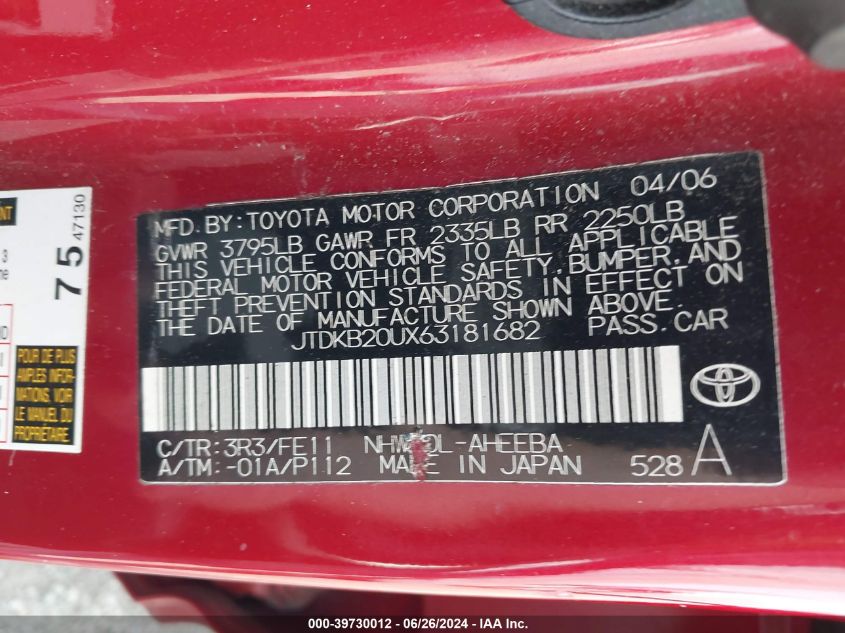 MFD. BY: TOYOTA MOTOR CORPORATION 04/06
GVWR 3795LB GAWR FR 2335LB RR 2250LB
THIS VEHICLE CONFORMS TO ALL APPLICABLE
FEDERAL MOTOR VEHICLE SAFETY, BUMPER, AND
THEFT PREVENTION STANDARDS IN EFFECT ON
THE DATE OF MANUFACTURE SHOWN ABOVE.
JTDKB20UX63181682 PASS. CAR
C/TR: 3R3/FE11 -AHEEBA
A/TM: -01A/P112 MADE IN JAPAN 528 A
75 47130
POUR DE PLUS
AMPLES INFOR-
MATIONS, VOIR
LE MANUEL DU
PROPRIÉTAIRE
000-39730012 - 06/26/2024 - IAA Inc.